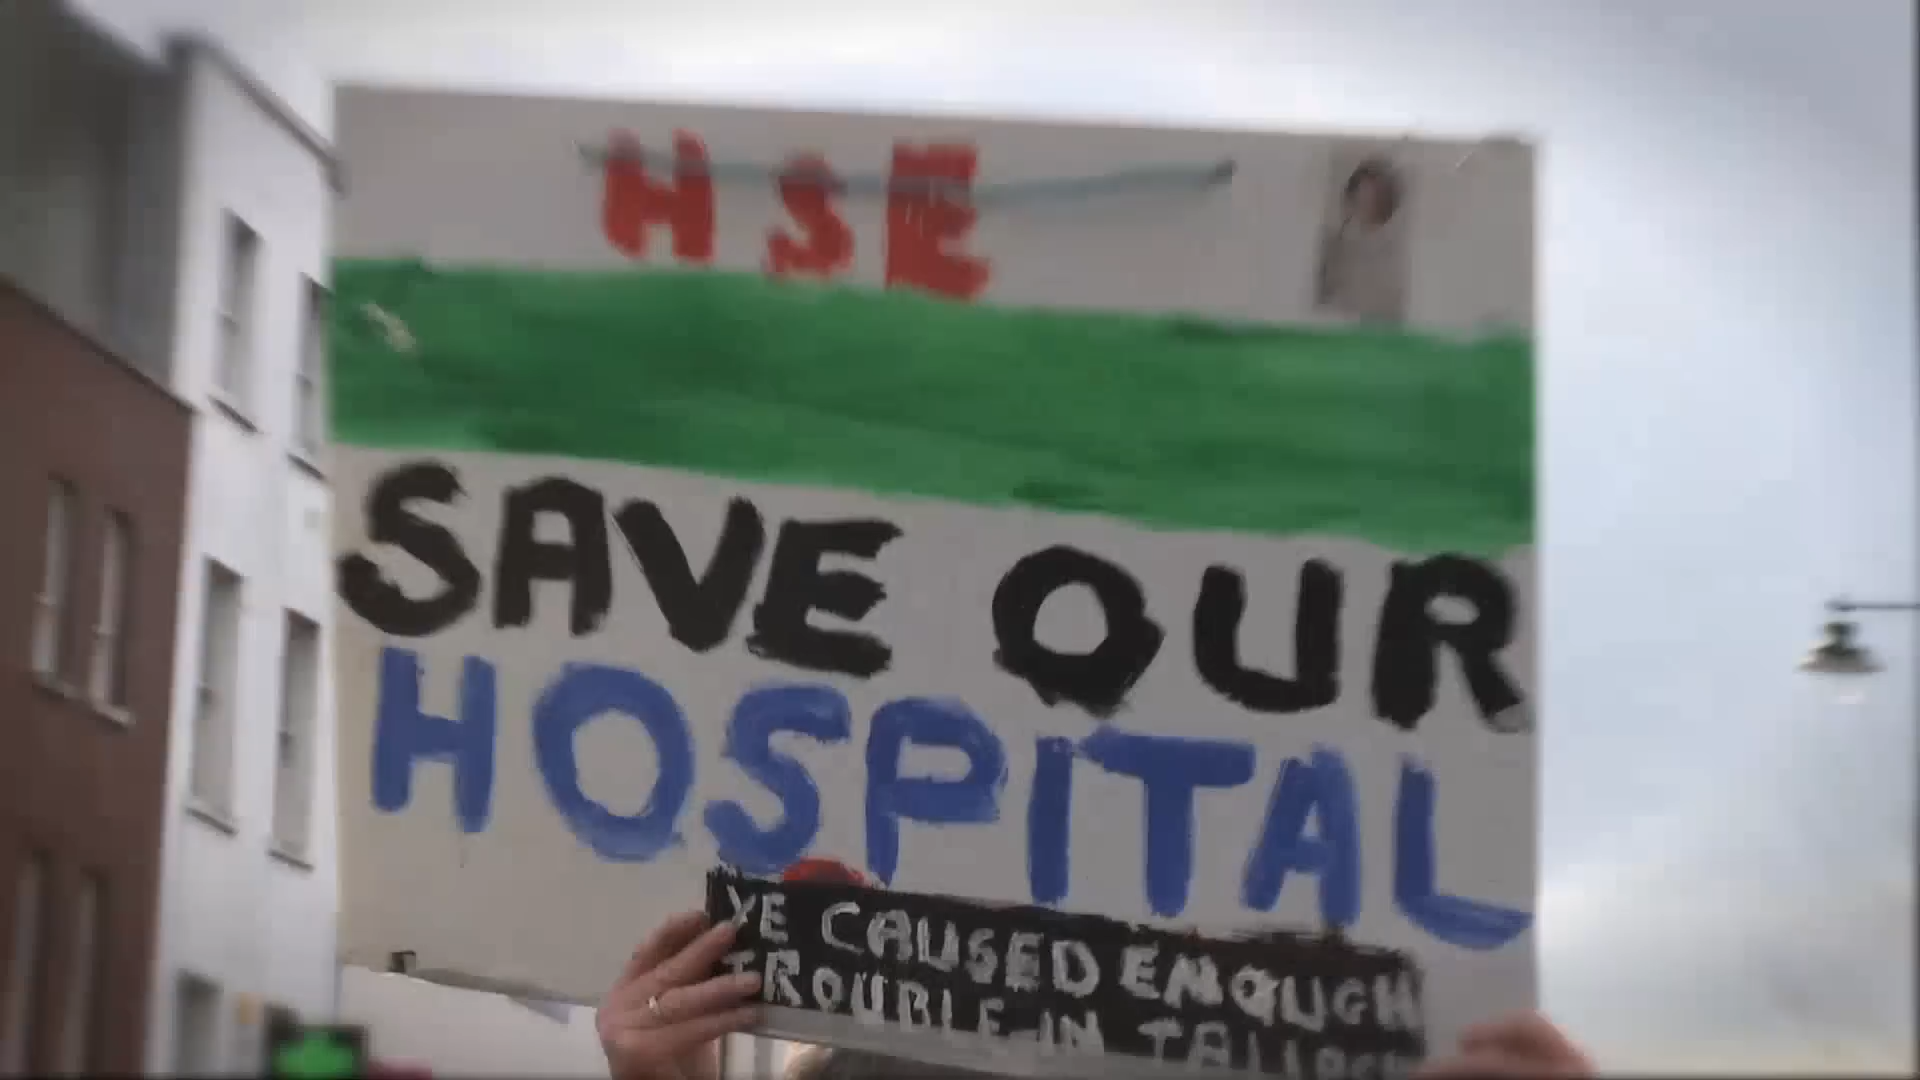 HSE
SAVE OUR
HOSPITAL
YE CAUSED ENOUGH
TROUBLE IN